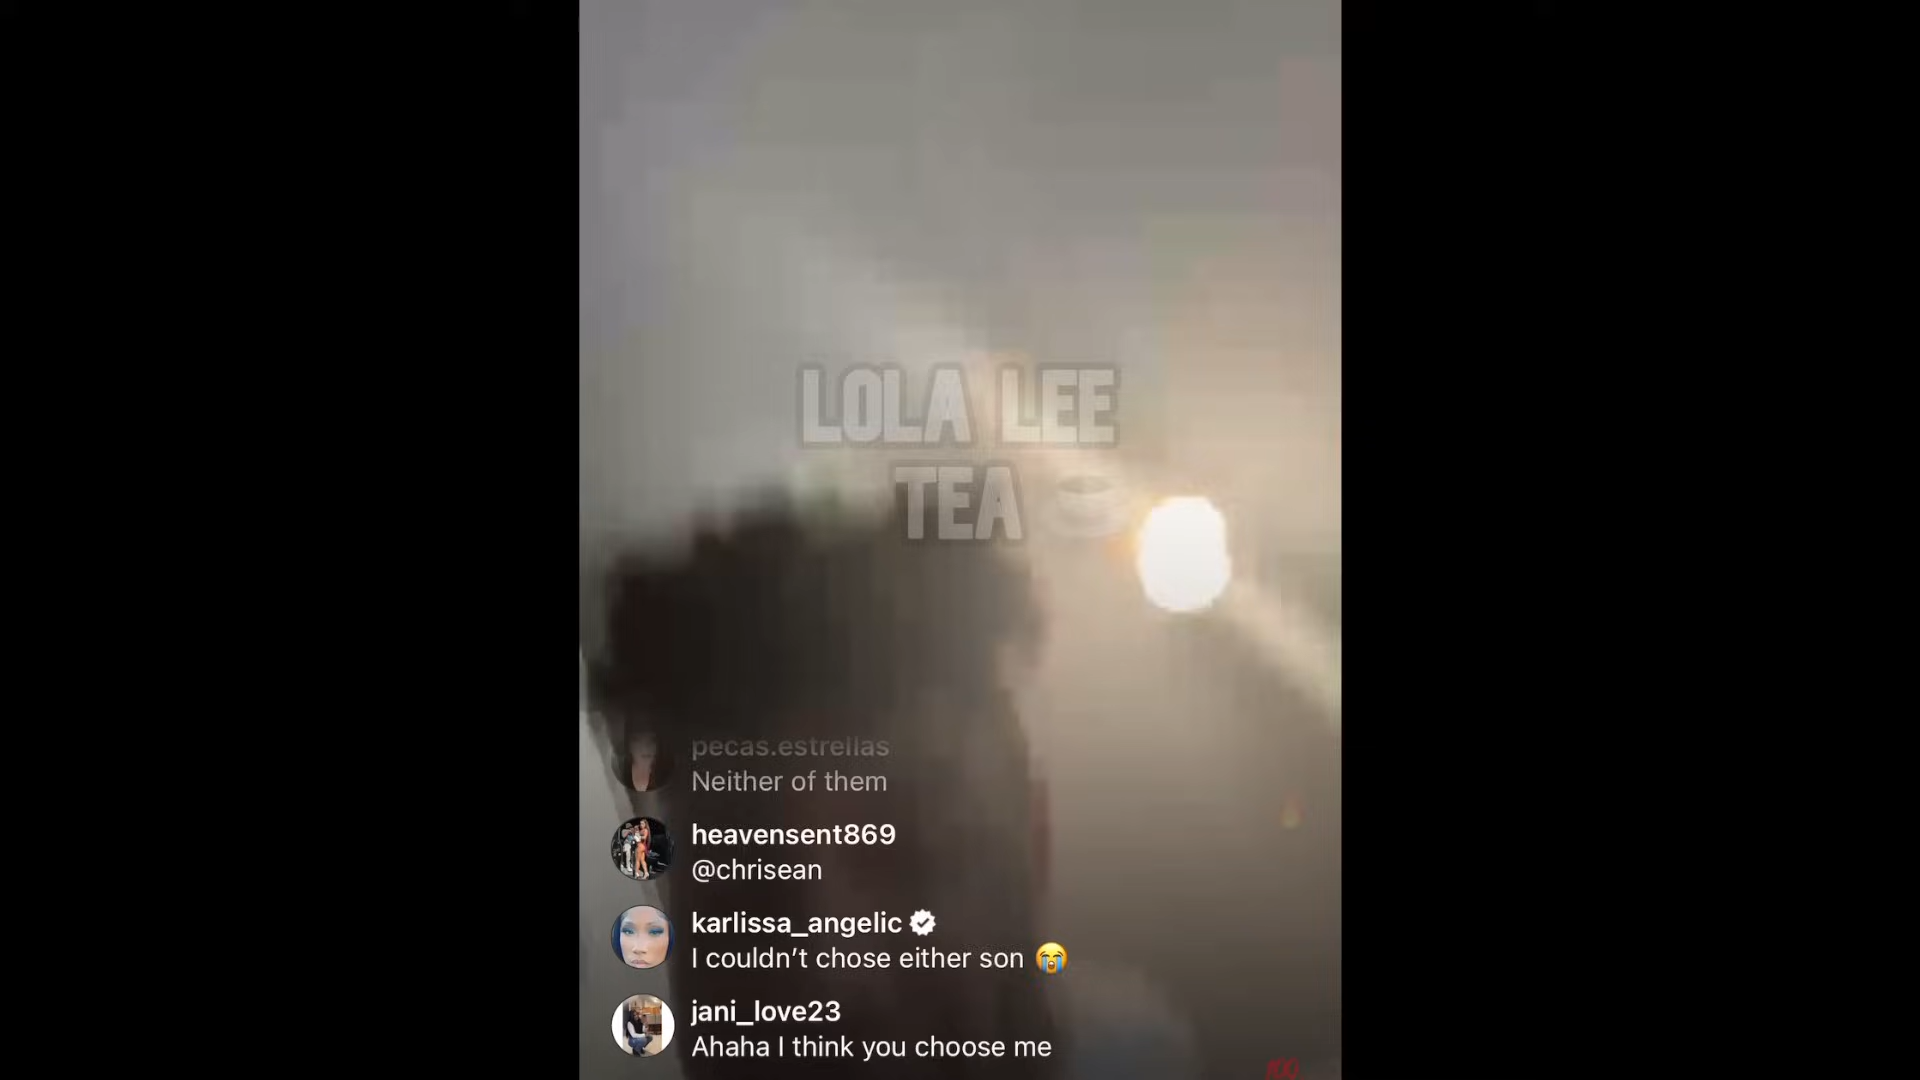 LOLA LEE
TEA
pecas.estrellas
Neither of them
heavensent869
@chrisean
karlissa_angelic
I couldn’t chose either son 😭
jani_love23
Ahaha I think you choose me